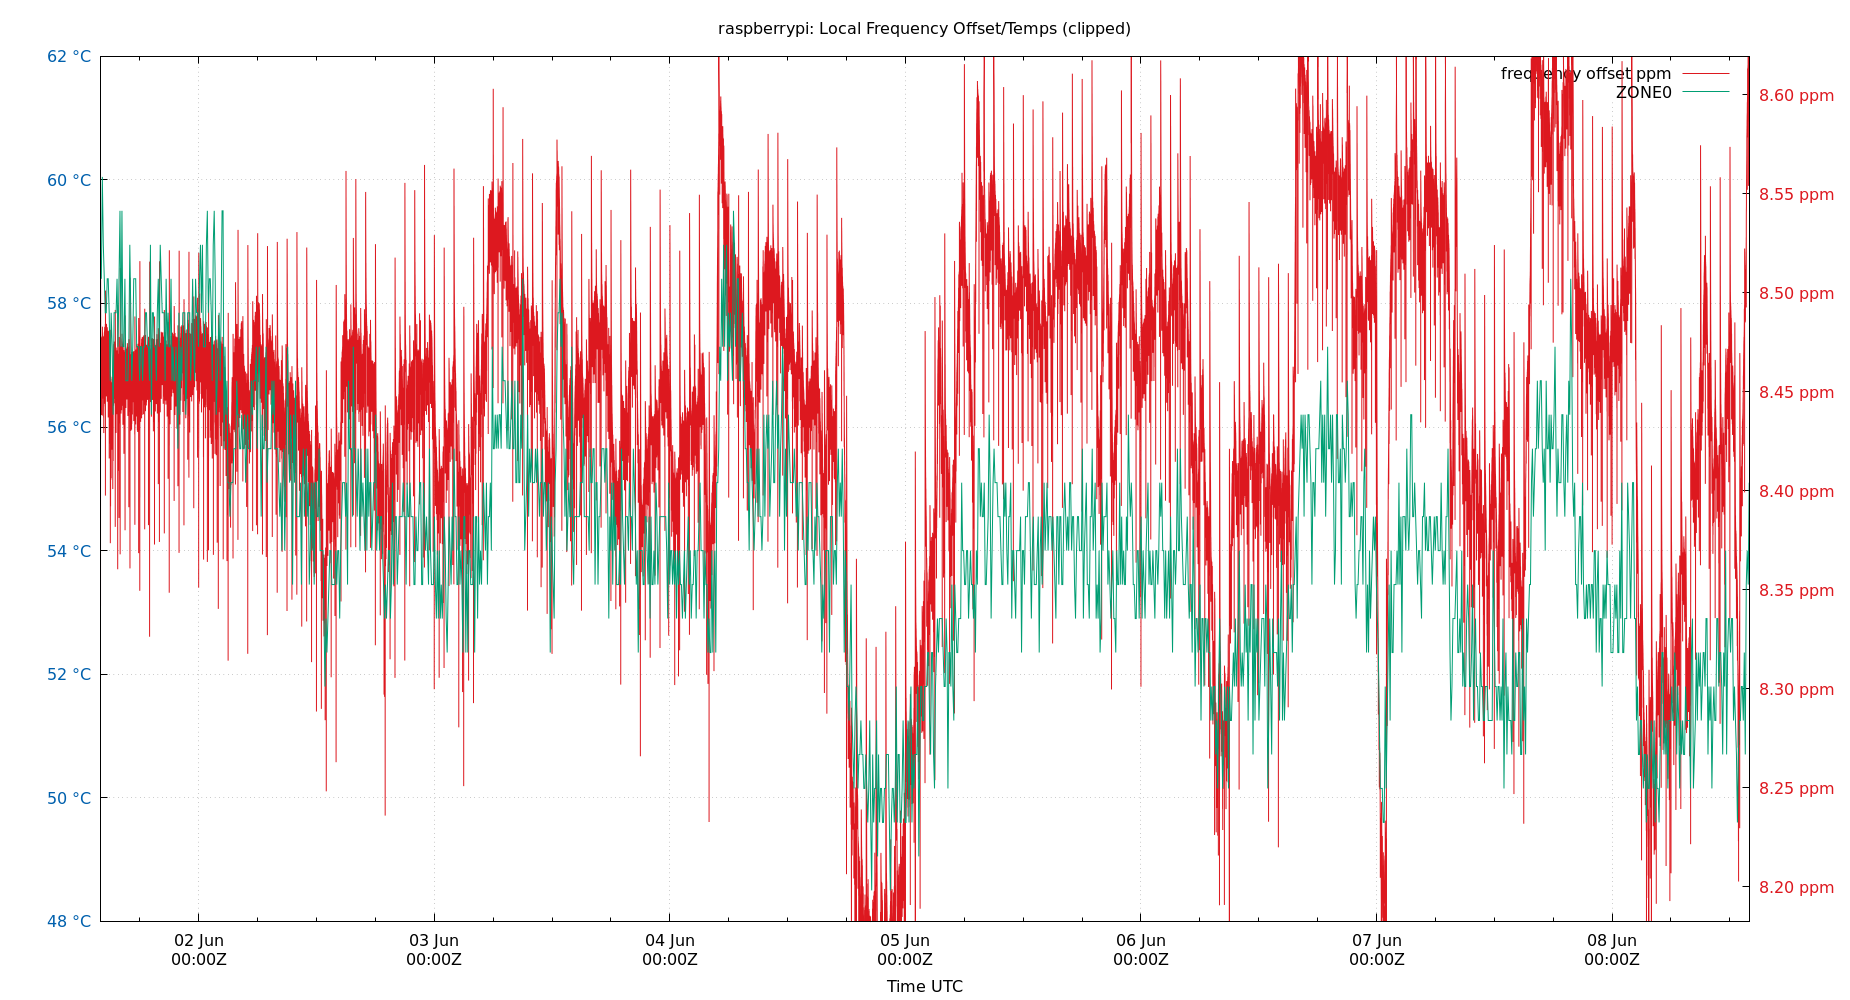 raspberrypi: Local Frequency Offset/Temps (clipped)
62 °C
60 °C
58 °C
56 °C
54 °C
52 °C
50 °C
48 °C
frequency offset ppm
ZONE0
8.60 ppm
8.55 ppm
8.50 ppm
8.45 ppm
8.40 ppm
8.35 ppm
8.30 ppm
8.25 ppm
8.20 ppm
02 Jun
00:00Z
03 Jun
00:00Z
04 Jun
00:00Z
05 Jun
00:00Z
06 Jun
00:00Z
07 Jun
00:00Z
08 Jun
00:00Z
Time UTC